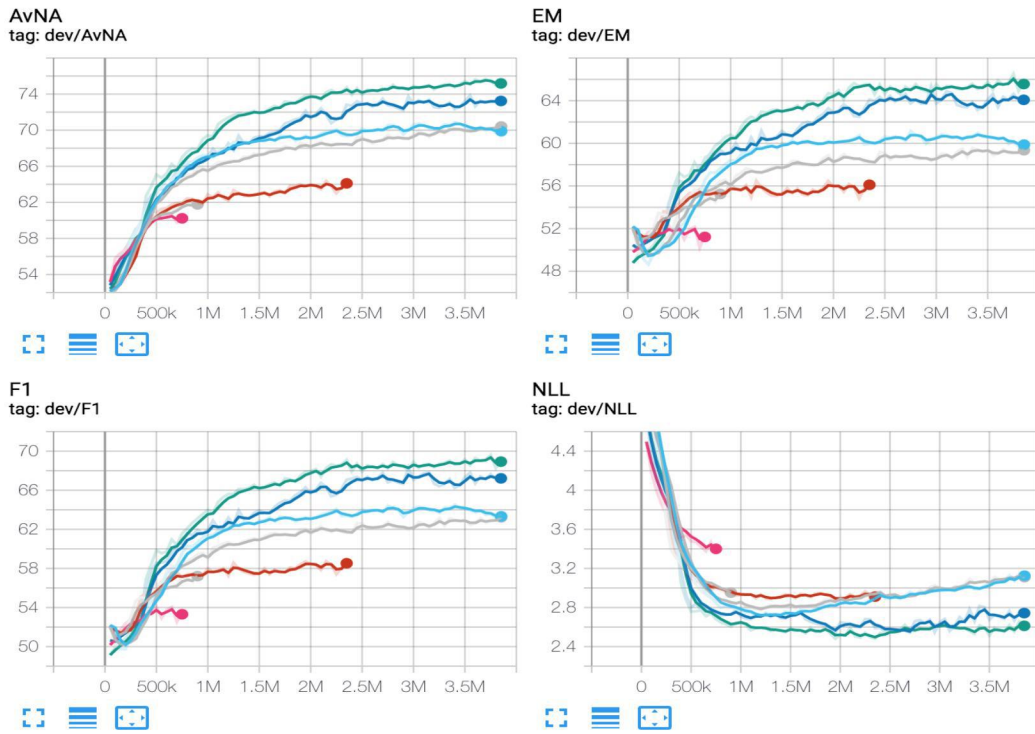 AvNA
tag: dev/AvNA
74
70
66
62
58
54
0 500k 1M 1.5M 2M 2.5M 3M 3.5M
EM
tag: dev/EM
64
60
56
52
48
0 500k 1M 1.5M 2M 2.5M 3M 3.5M
F1
tag: dev/F1
70
66
62
58
54
50
0 500k 1M 1.5M 2M 2.5M 3M 3.5M
NLL
tag: dev/NLL
4.4
4
3.6
3.2
2.8
2.4
0 500k 1M 1.5M 2M 2.5M 3M 3.5M